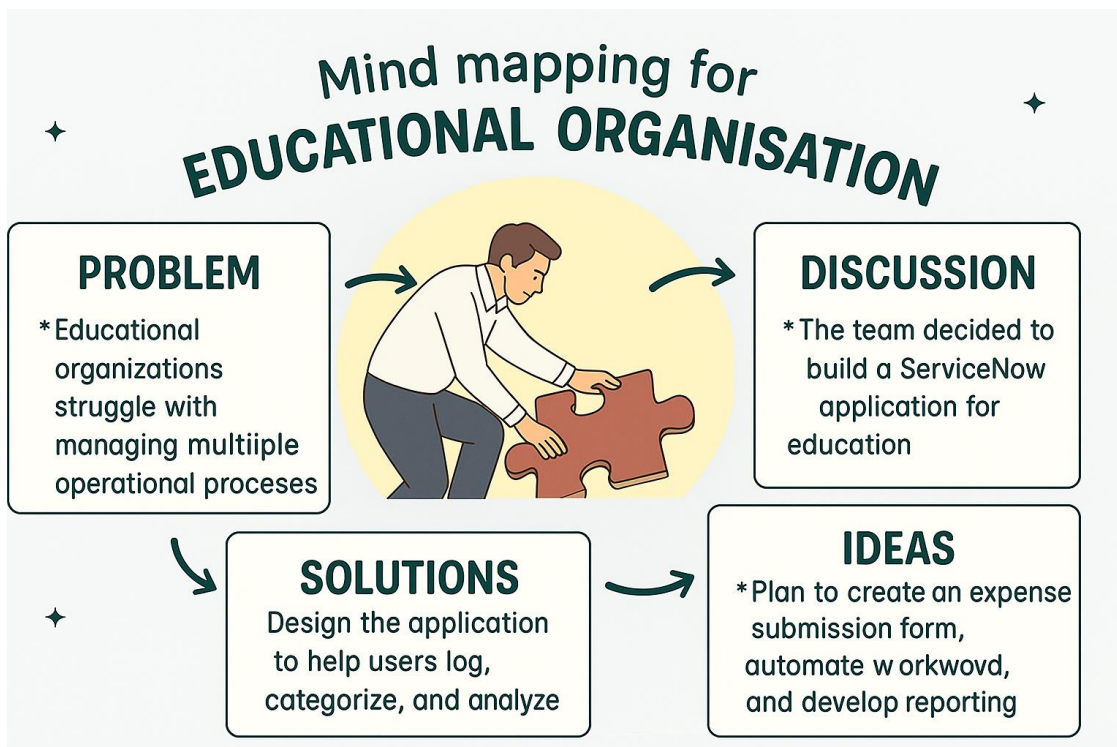 Mind mapping for
EDUCATIONAL ORGANISATION
PROBLEM
*Educational
organizations
struggle with
managing multiiple
operational proceses
DISCUSSION
*The team decided to
build a ServiceNow
application for
education
SOLUTIONS
Design the application
to help users log,
categorize, and analyze
IDEAS
*Plan to create an expense
submission form,
automate w orkwovd,
and develop reporting